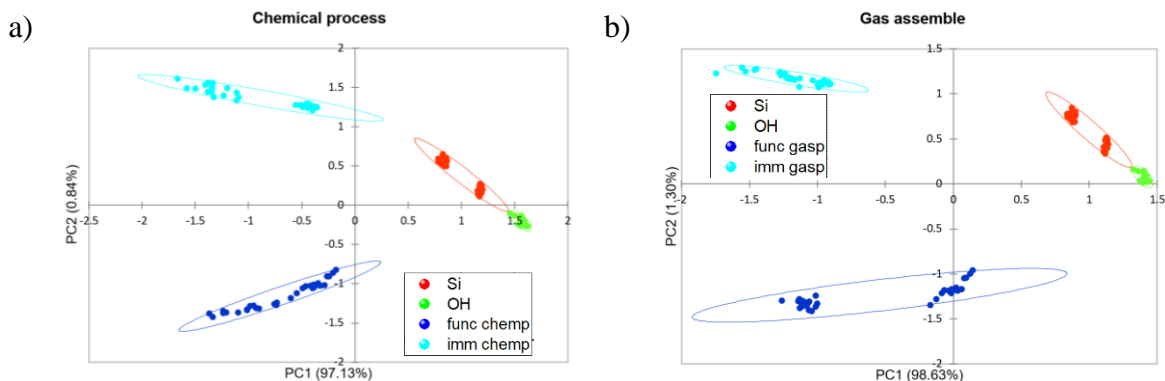 a)
Chemical process
2
1.5
1
0.5
0
-2.5
-2
-1.5
-1
-0.5
0
0.5
1
1.5
2
-0.5
-1
-1.5
-2
PC2 (0.84%)
PC1 (97.13%)
Si
OH
func chemp
imm chemp
b)
Gas assemble
1.5
1
0.5
0
-2
-1.5
-1
-0.5
0
0.5
1
1.5
-0.5
-1
-1.5
-2
PC2 (1.30%)
PC1 (98.63%)
Si
OH
func gasp
imm gasp